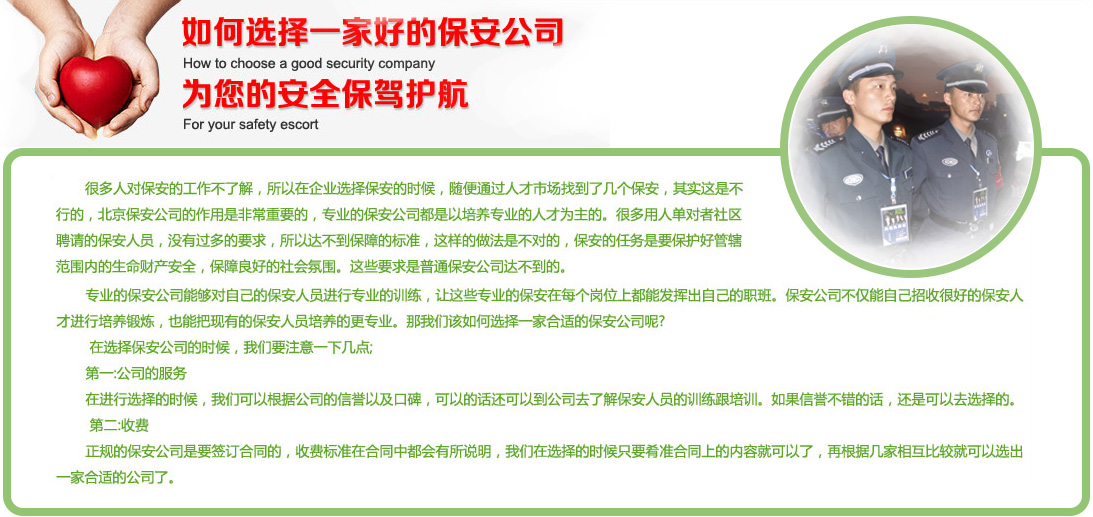 如何选择一家好的保安公司
How to choose a good security company
为您的安全保驾护航
For your safety escort
很多人对保安的工作不了解，所以在企业选择保安的时候，随便通过人才市场找到了几个保安，其实这是不
行的，北京保安公司的作用是非常重要的，专业的保安公司都是以培养专业的人才为主的。很多用人单对者社区
聘请的保安人员，没有过多的要求，所以达不到保障的标准，这样的做法是不对的，保安的任务是要保护好管辖
范围内的生命财产安全，保障良好的社会氛围。这些要求是普通保安公司达不到的。
专业的保安公司能够对自己的保安人员进行专业的训练，让这些专业的保安在每个岗位上都能发挥出自己的职班。保安公司不仅能自己招收很好的保安人
才进行培养锻炼，也能把现有的保安人员培养的更专业。那我们该如何选择一家合适的保安公司呢?
在选择保安公司的时候，我们要注意一下几点;
第一:公司的服务
在进行选择的时候，我们可以根据公司的信誉以及口碑，可以的话还可以到公司去了解保安人员的训练跟培训。如果信誉不错的话，还是可以去选择的。
第二:收费
正规的保安公司是要签订合同的，收费标准在合同中都会有所说明，我们在选择的时候只要肴准合同上的内容就可以了，再根据几家相互比较就可以选出
一家合适的公司了。